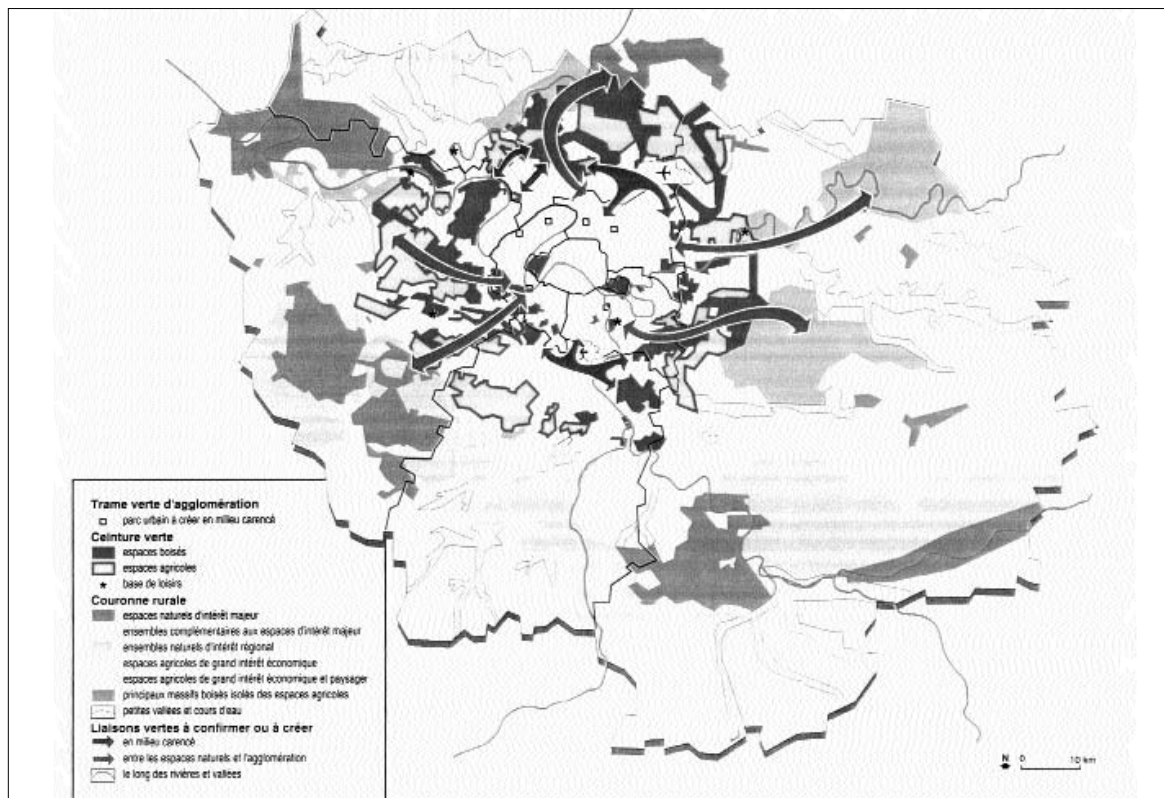 Trame verte d'agglomération
parc urbain à créer en milieu carencé
Ceinture verte
espaces boisés
espaces agricoles
base de loisirs
Couronne rurale
espaces naturels d'intérêt majeur
ensembles complémentaires aux espaces d'intérêt majeur
ensembles naturels d'intérêt régional
espaces agricoles de grand intérêt économique
espaces agricoles de grand intérêt économique et paysager
principaux massifs boisés isolés des espaces agricoles
petites vallées et cours d'eau
Liaisons vertes à confirmer ou à créer
en milieu carencé
entre les espaces naturels et l'agglomération
le long des rivières et vallées
N 0 10 km